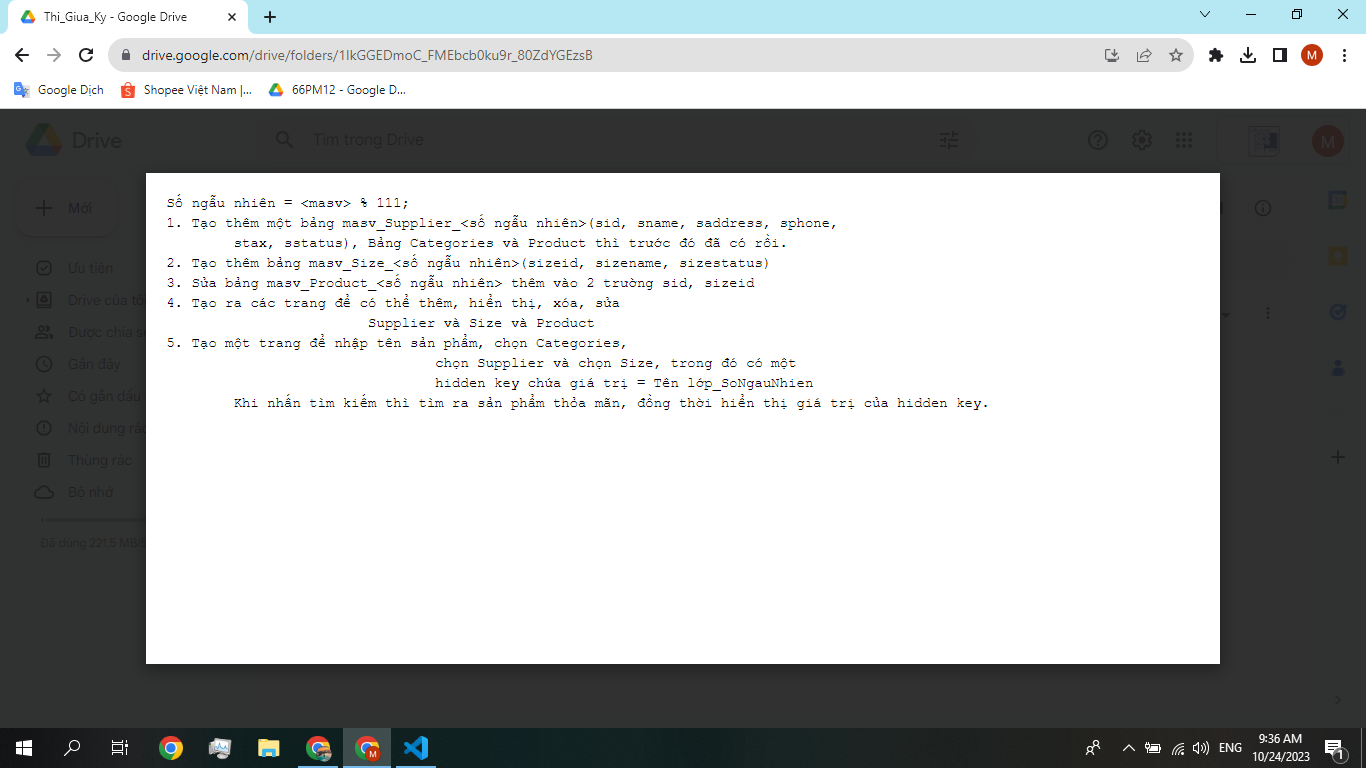 Thi_Giua_Ky - Google Drive
drive.google.com/drive/folders/1IkGGEDmoC_FMEbcb0ku9r_80ZdYGEzsB
M
Google Dịch
Shopee Việt Nam |...
66PM12 - Google D...
Drive
Tìm trong Drive
M
Mới
Số ngẫu nhiên = <masv> % 111;
1. Tạo thêm một bảng masv_Supplier_<số ngẫu nhiên>(sid, sname, saddress, sphone,
stax, sstatus), Bảng Categories và Product thì trước đó đã có rồi.
2. Tạo thêm bảng masv_Size_<số ngẫu nhiên>(sizeid, sizename, sizestatus)
3. Sửa bảng masv_Product_<số ngẫu nhiên> thêm vào 2 trường sid, sizeid
4. Tạo ra các trang để có thể thêm, hiển thị, xóa, sửa
Supplier và Size và Product
5. Tạo một trang để nhập tên sản phẩm, chọn Categories,
chọn Supplier và chọn Size, trong đó có một
hidden key chứa giá trị = Tên lớp_SoNgauNhien
Khi nhấn tìm kiếm thì tìm ra sản phẩm thỏa mãn, đồng thời hiển thị giá trị của hidden key.
Ưu tiên
Drive của tô
Được chia s
Gần đây
Có gắn dấu
Nội dung rá
Thùng rác
Bộ nhớ
Đã dùng 221,5 MB
M
ENG
9:36 AM
10/24/2023
1